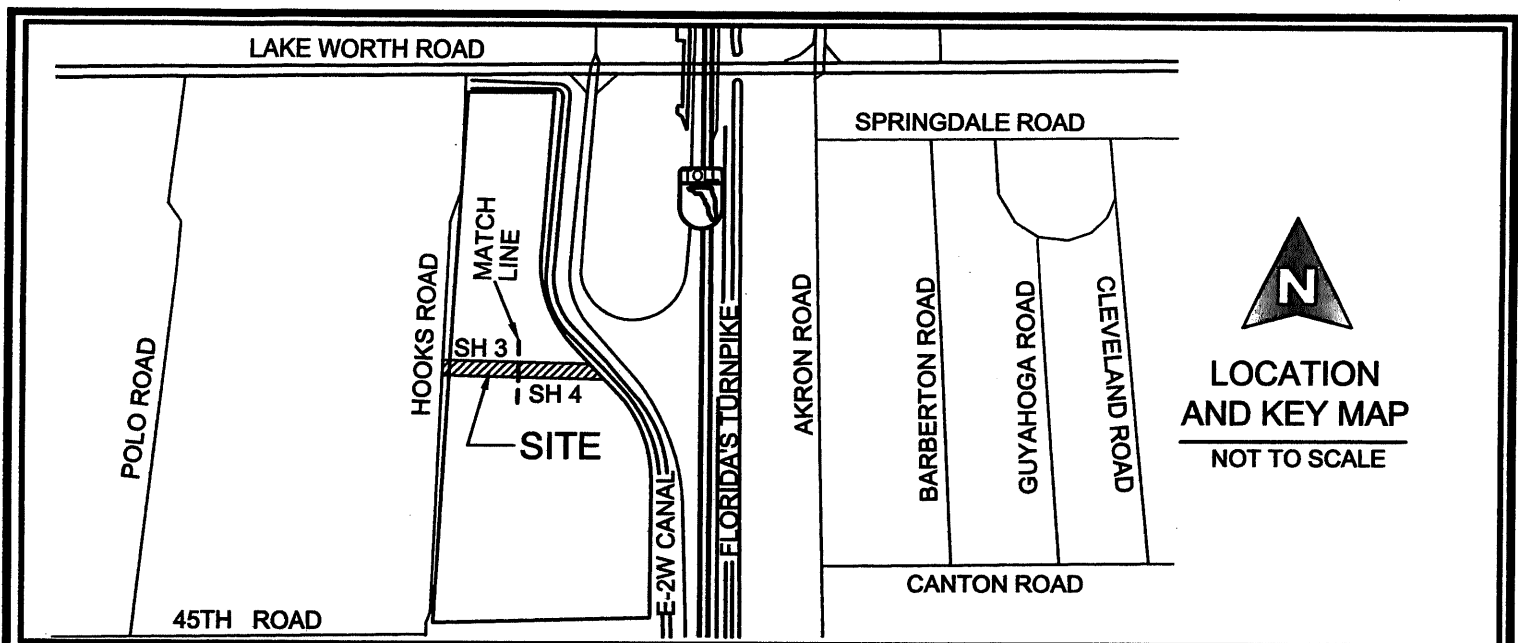 LAKE WORTH ROAD
SPRINGDALE ROAD
MATCH
LINE
HOOKS ROAD
SH 3
SH 4
SITE
POLO ROAD
FLORIDA'S TURNPIKE
E-2W CANAL
AKRON ROAD
BARBERTON ROAD
GUYAHOGA ROAD
CLEVELAND ROAD
CANTON ROAD
45TH ROAD
N
LOCATION
AND KEY MAP
NOT TO SCALE